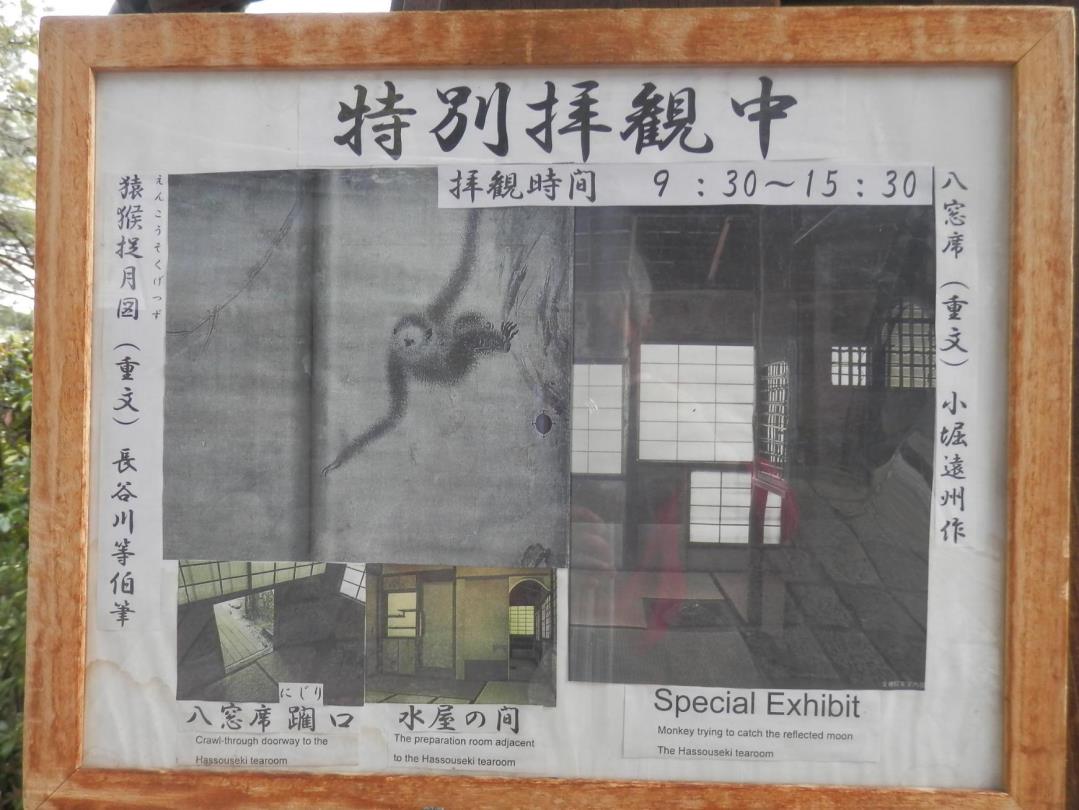 特別拝観中
拝観時間 9:30～15:30
八窓席（重文）小堀遠州作
えんこうそくげつず
猿猴捉月図（重文）長谷川等伯筆
にじり
八窓席躙口
Crawl-through doorway to the
Hassouseki tearoom
水屋の間
The preparation room adjacent
to the Hassouseki tearoom
Special Exhibit
Monkey trying to catch the reflected moon
The Hassouseki tearoom